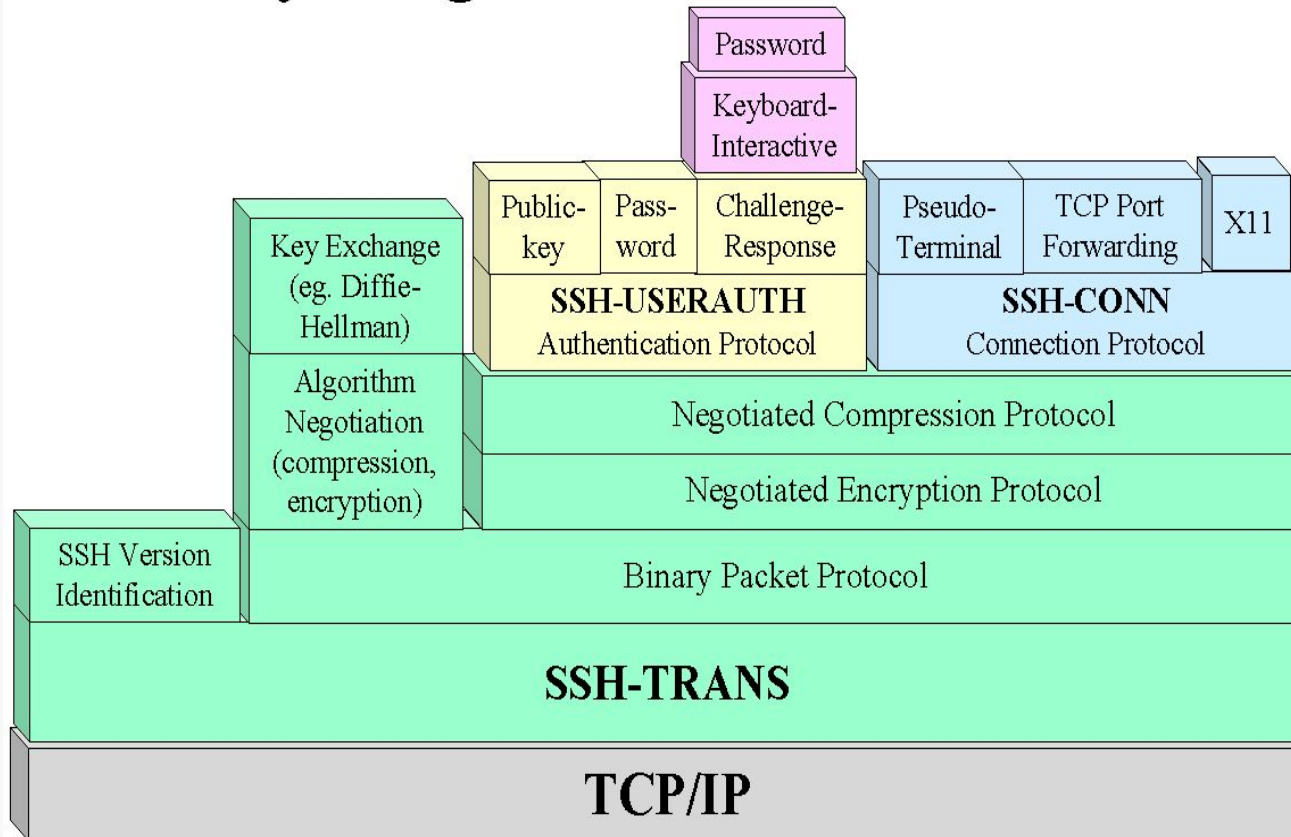 Password
Keyboard-
Interactive
Public-
key
Pass-
word
Challenge-
Response
Pseudo-
Terminal
TCP Port
Forwarding
X11
Key Exchange
(eg. Diffie-
Hellman)
SSH-USERAUTH
Authentication Protocol
SSH-CONN
Connection Protocol
Algorithm
Negotiation
(compression,
encryption)
Negotiated Compression Protocol
Negotiated Encryption Protocol
SSH Version
Identification
Binary Packet Protocol
SSH-TRANS
TCP/IP